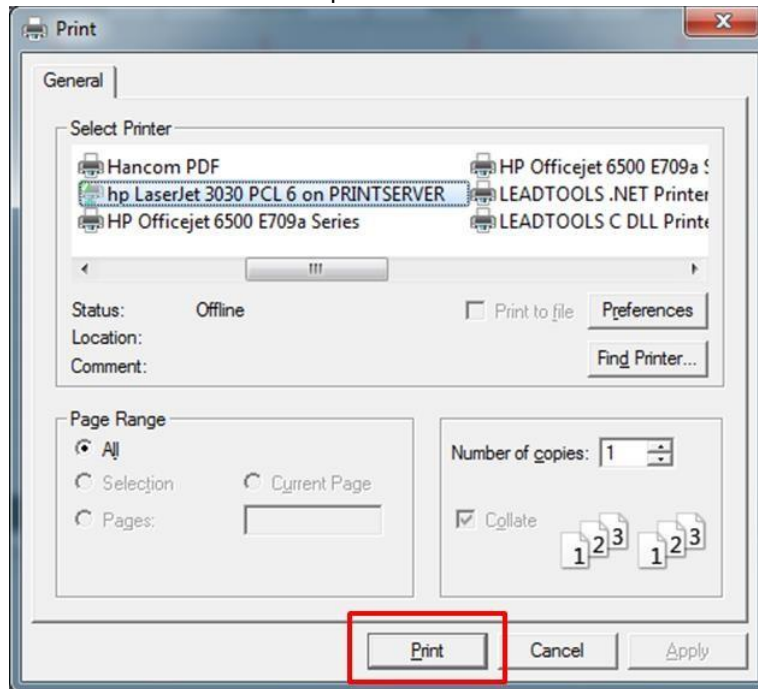 Print
General
Select Printer
Hancom PDF
hp LaserJet 3030 PCL 6 on PRINTSERVER
HP Officejet 6500 E709a Series
HP Officejet 6500 E709a S
LEADTOOLS .NET Printer
LEADTOOLS C DLL Printe
Status: Offline
Print to file
Preferences
Location:
Comment:
Find Printer...
Page Range
All
Selection
Current Page
Pages:
Number of copies: 1
Collate
1 2 3 1 2 3
Print
Cancel
Apply